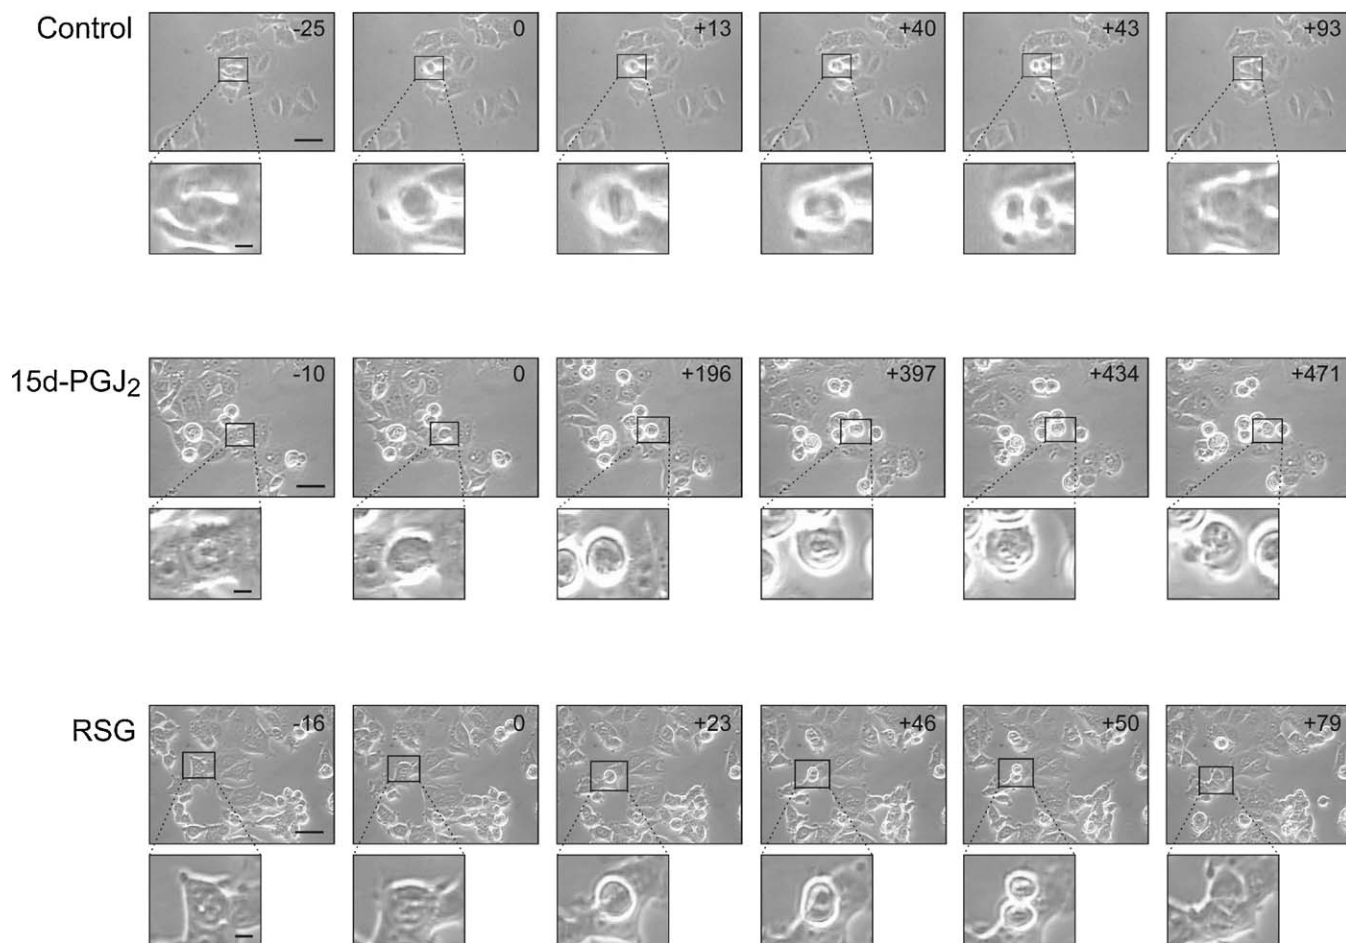 Control -25 0 +13 +40 +43 +93
15d-PGJ2 -10 0 +196 +397 +434 +471
RSG -16 0 +23 +46 +50 +79